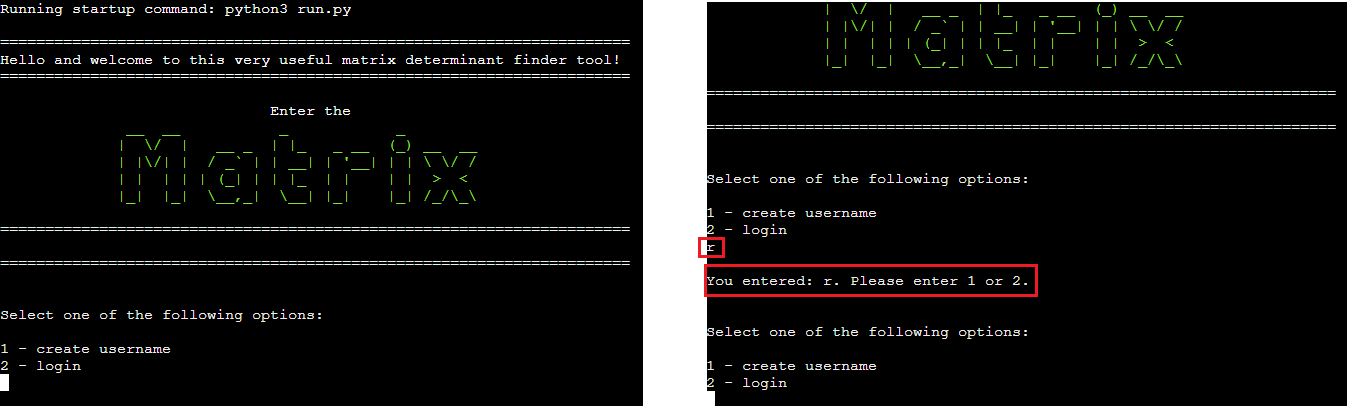 Running startup command: python3 run.py
======================================================================
Hello and welcome to this very useful matrix determinant finder tool!
======================================================================
Enter the
Matrix
======================================================================
======================================================================
Select one of the following options:
1 - create username
2 - login
Matrix
======================================================================
======================================================================
Select one of the following options:
1 - create username
2 - login
r
You entered: r. Please enter 1 or 2.
Select one of the following options:
1 - create username
2 - login